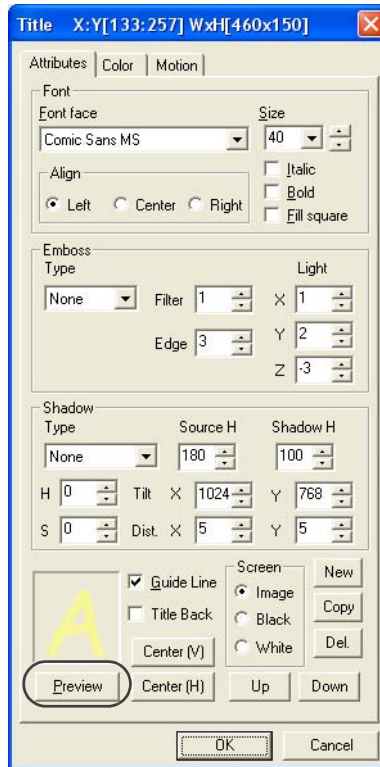 Title X:Y[133:257] WxH[460x150]
Attributes Color Motion
Font
Font face Size
Comic Sans MS 40
Align
Left Center Right
Italic
Bold
Fill square
Emboss
Type Light
None Filter 1 X 1
Edge 3 Y 2
Z -3
Shadow
Type Source H Shadow H
None 180 100
H 0 Tilt X 1024 Y 768
S 0 Dist. X 5 Y 5
A
Guide Line
Title Back
Center (V)
Screen
Image
Black
White
New
Copy
Del.
Preview Center (H) Up Down
OK Cancel